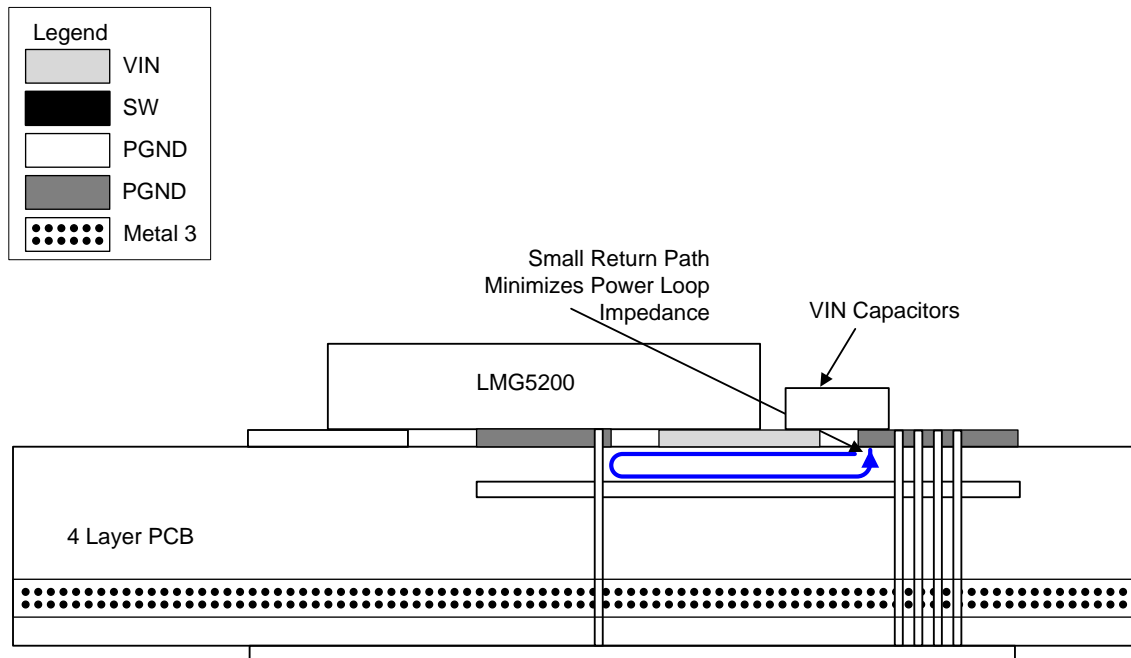 Legend
VIN
SW
PGND
PGND
Metal 3
Small Return Path
Minimizes Power Loop
Impedance
VIN Capacitors
LMG5200
4 Layer PCB